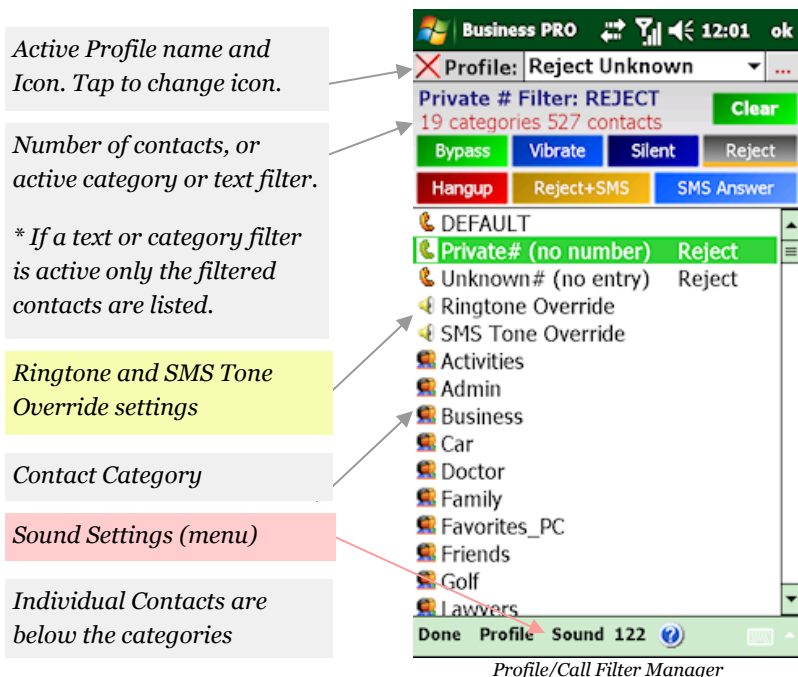 Active Profile name and
Icon. Tap to change icon.
Number of contacts, or
active category or text filter.
* If a text or category filter
is active only the filtered
contacts are listed.
Ringtone and SMS Tone
Override settings
Contact Category
Sound Settings (menu)
Individual Contacts are
below the categories
Business PRO 12:01 ok
Profile: Reject Unknown ...
Private # Filter: REJECT
Clear
19 categories 527 contacts
Bypass Vibrate Silent Reject
Hangup Reject+SMS SMS Answer
DEFAULT
Private# (no number) Reject
Unknown# (no entry) Reject
Ringtone Override
SMS Tone Override
Activities
Admin
Business
Car
Doctor
Family
Favorites_PC
Friends
Golf
Lawyers
Done Profile Sound 122 ?
Profile/Call Filter Manager